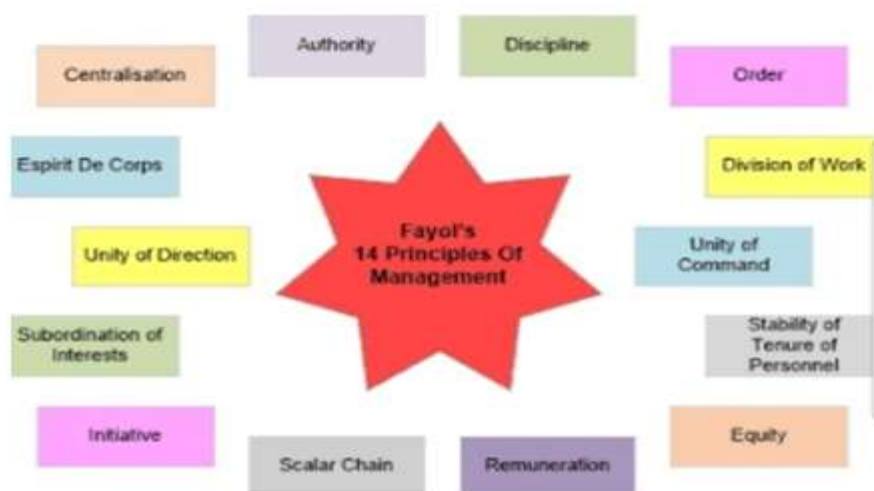 Authority
Discipline
Centralisation
Order
Espirit De Corps
Division of Work
Fayol's
14 Principles Of
Management
Unity of Direction
Unity of
Command
Subordination of
Interests
Stability of
Tenure of
Personnel
Initiative
Equity
Scalar Chain
Remuneration